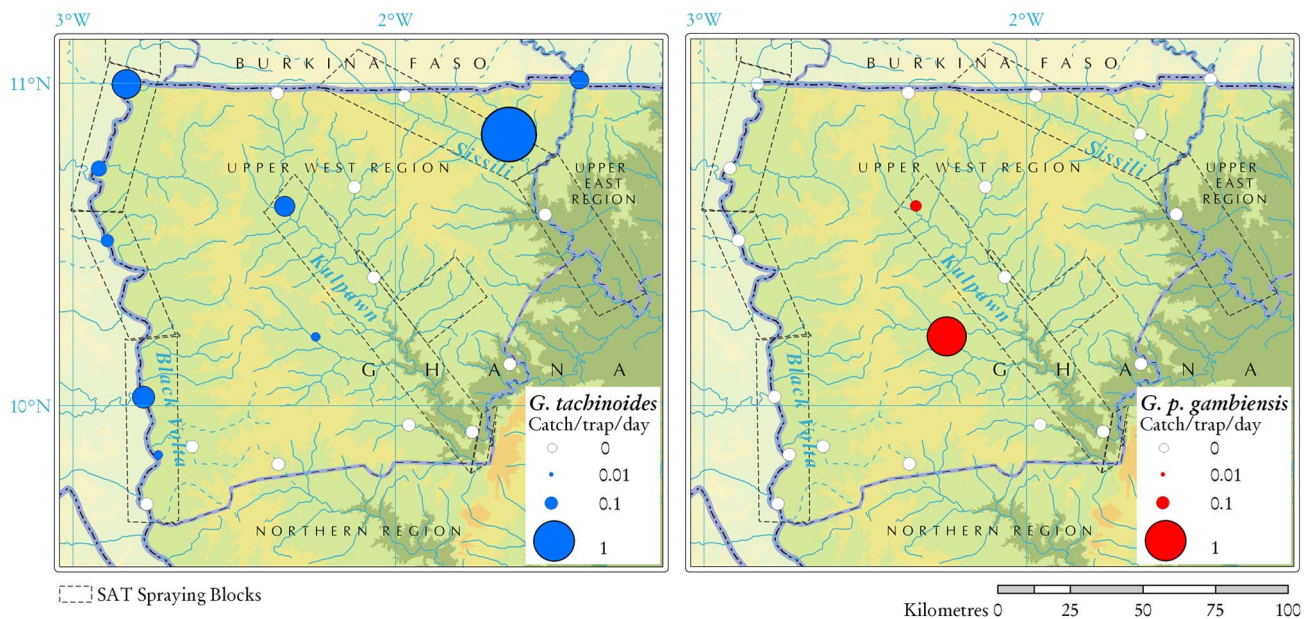 3°W
2°W
3°W
2°W
11°N
10°N
BURKINA FASO
UPPER WEST REGION
Sissili
UPPER
EAST
REGION
Kulpawn
GHANA
Black Volta
NORTHERN REGION
G. tachinoides
Catch/trap/day
0
0.01
0.1
1
BURKINA FASO
UPPER WEST REGION
Sissili
UPPER
EAST
REGION
Kulpawn
GHANA
Black Volta
NORTHERN REGION
G. p. gambiensis
Catch/trap/day
0
0.01
0.1
1
SAT Spraying Blocks
Kilometres 0 25 50 75 100